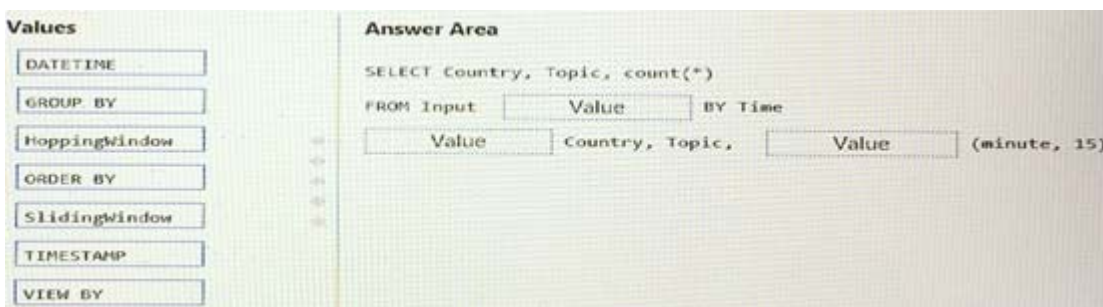 Values
DATETIME
GROUP BY
HoppingWindow
ORDER BY
SlidingWindow
TIMESTAMP
VIEW BY
Answer Area
SELECT Country, Topic, count(*)
FROM Input Value BY Time
Value Country, Topic, Value (minute, 15)